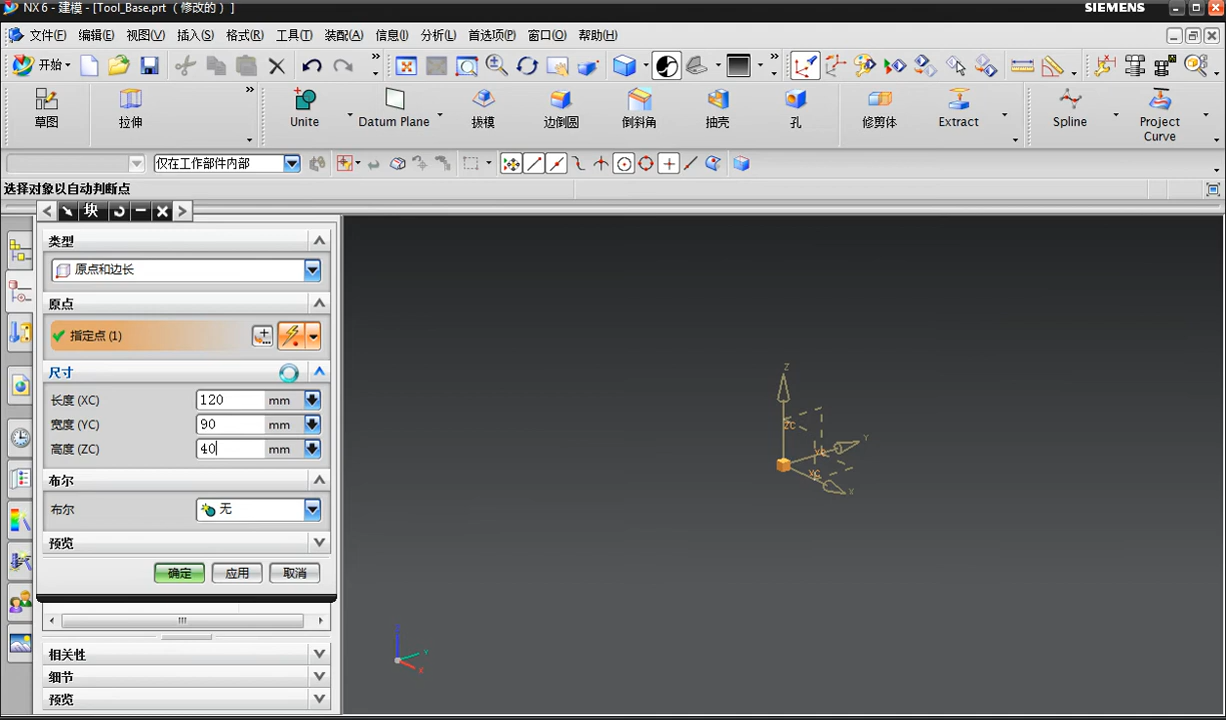 NX 6 - 建模 - [Tool_Base.prt （修改的） ]
SIEMENS
文件(F) 编辑(E) 视图(V) 插入(S) 格式(R) 工具(T) 装配(A) 信息(I) 分析(L) 首选项(P) 窗口(O) 帮助(H)
开始
草图 拉伸 Unite Datum Plane 拔模 边倒圆 倒斜角 抽壳 孔 修剪体 Extract Spline Project Curve
仅在工作部件内部
选择对象以自动判断点
块
类型
原点和边长
原点
指定点 (1)
尺寸
长度 (XC) 120 mm
宽度 (YC) 90 mm
高度 (ZC) 40 mm
布尔
布尔 无
预览
确定 应用 取消
相关性
细节
预览
Z
ZC
Y
XC
X
Y
X